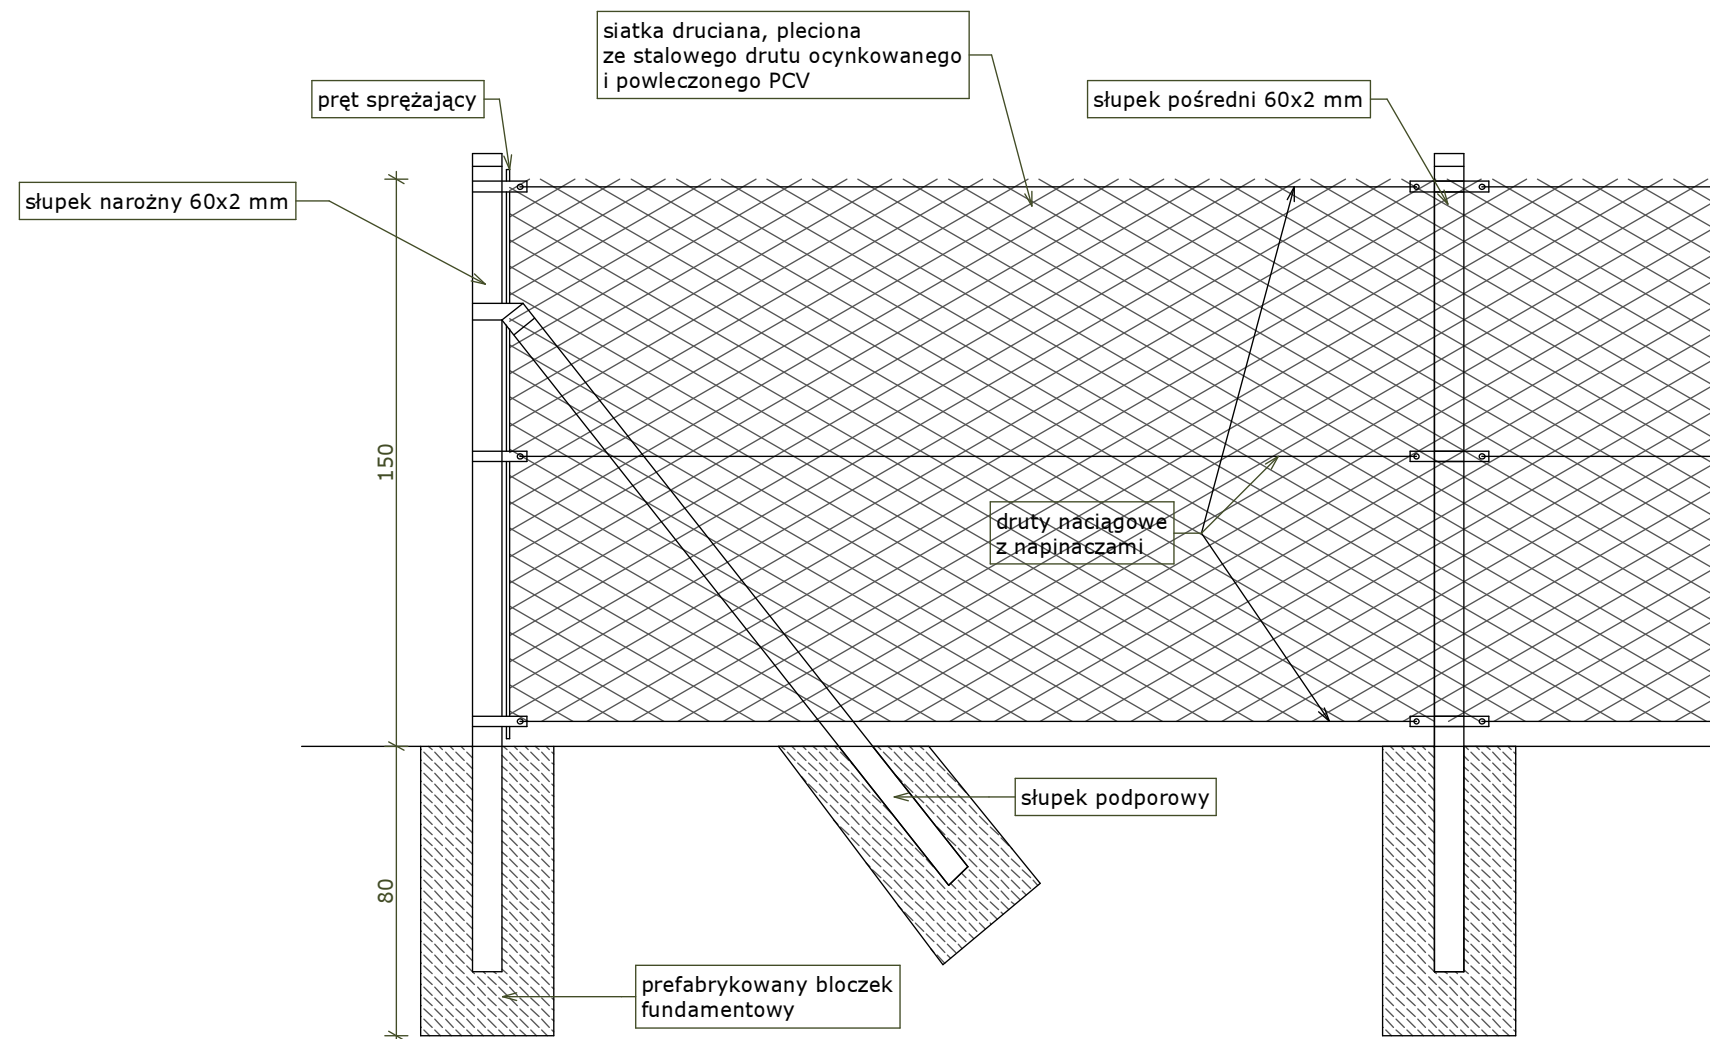 siatka druciana, pleciona
ze stalowego drutu ocynkowanego
i powleczonego PCV
pręt sprężający
słupek pośredni 60x2 mm
słupek narożny 60x2 mm
150
druty naciągowe
z napinaczami
słupek podporowy
80
prefabrykowany bloczek
fundamentowy